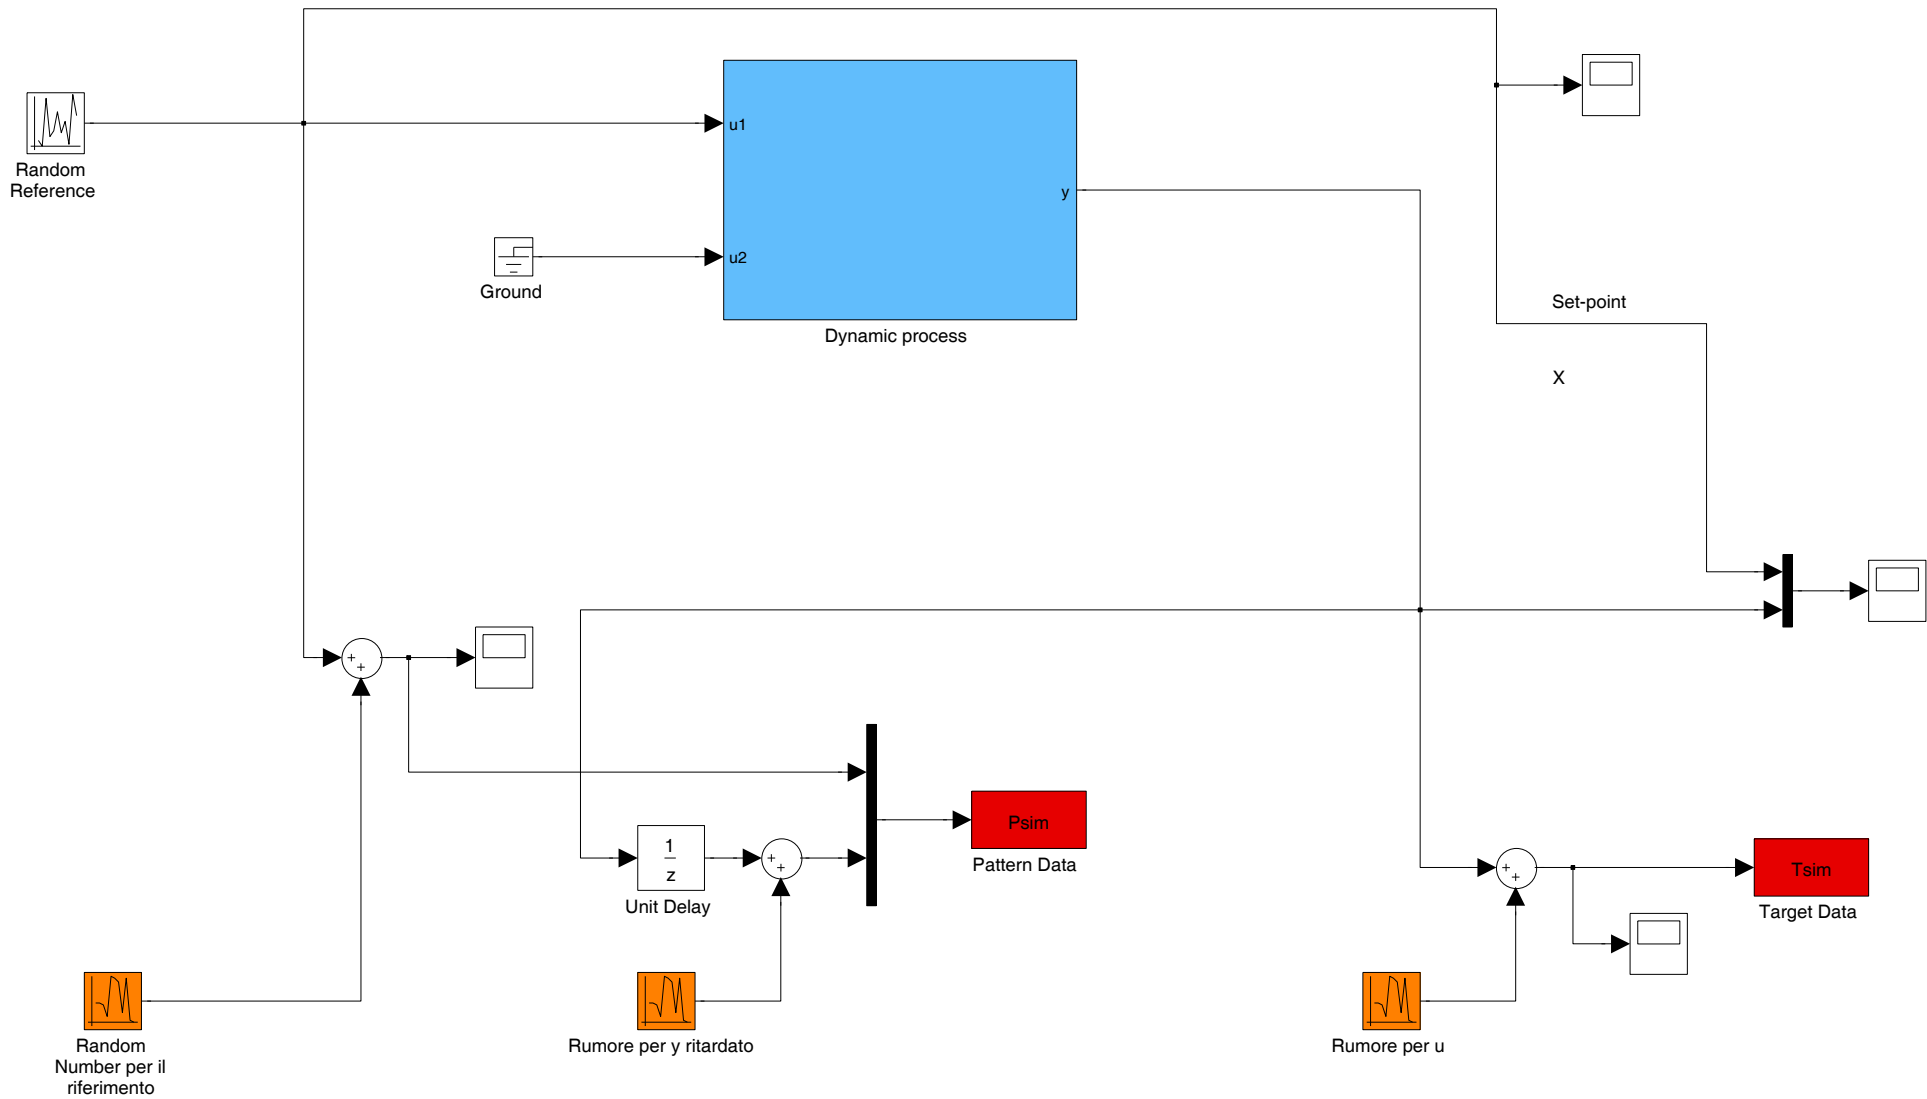 u1
Random
Reference
y
u2
Ground
Set-point
Dynamic process
X
+
+
Psim
1
z
+
+
Pattern Data
+
+
Tsim
Unit Delay
Target Data
Random
Number per il
riferimento
Rumore per y ritardato
Rumore per u